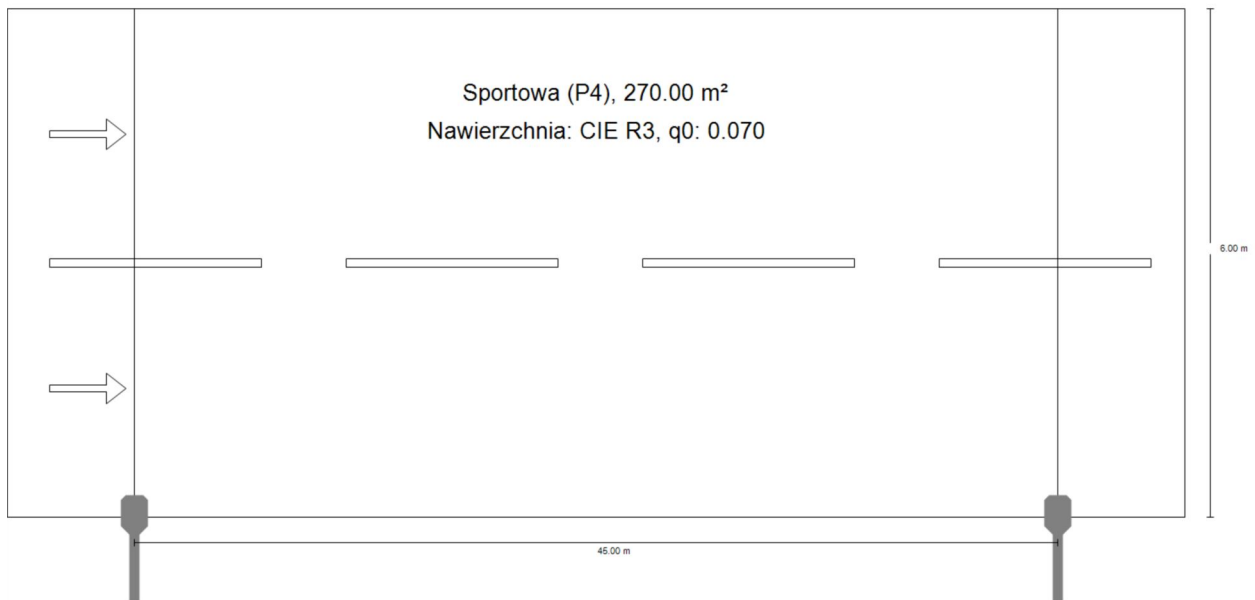 Sportowa (P4), 270.00 m²
Nawierzchnia: CIE R3, q0: 0.070
6.00 m
45.00 m